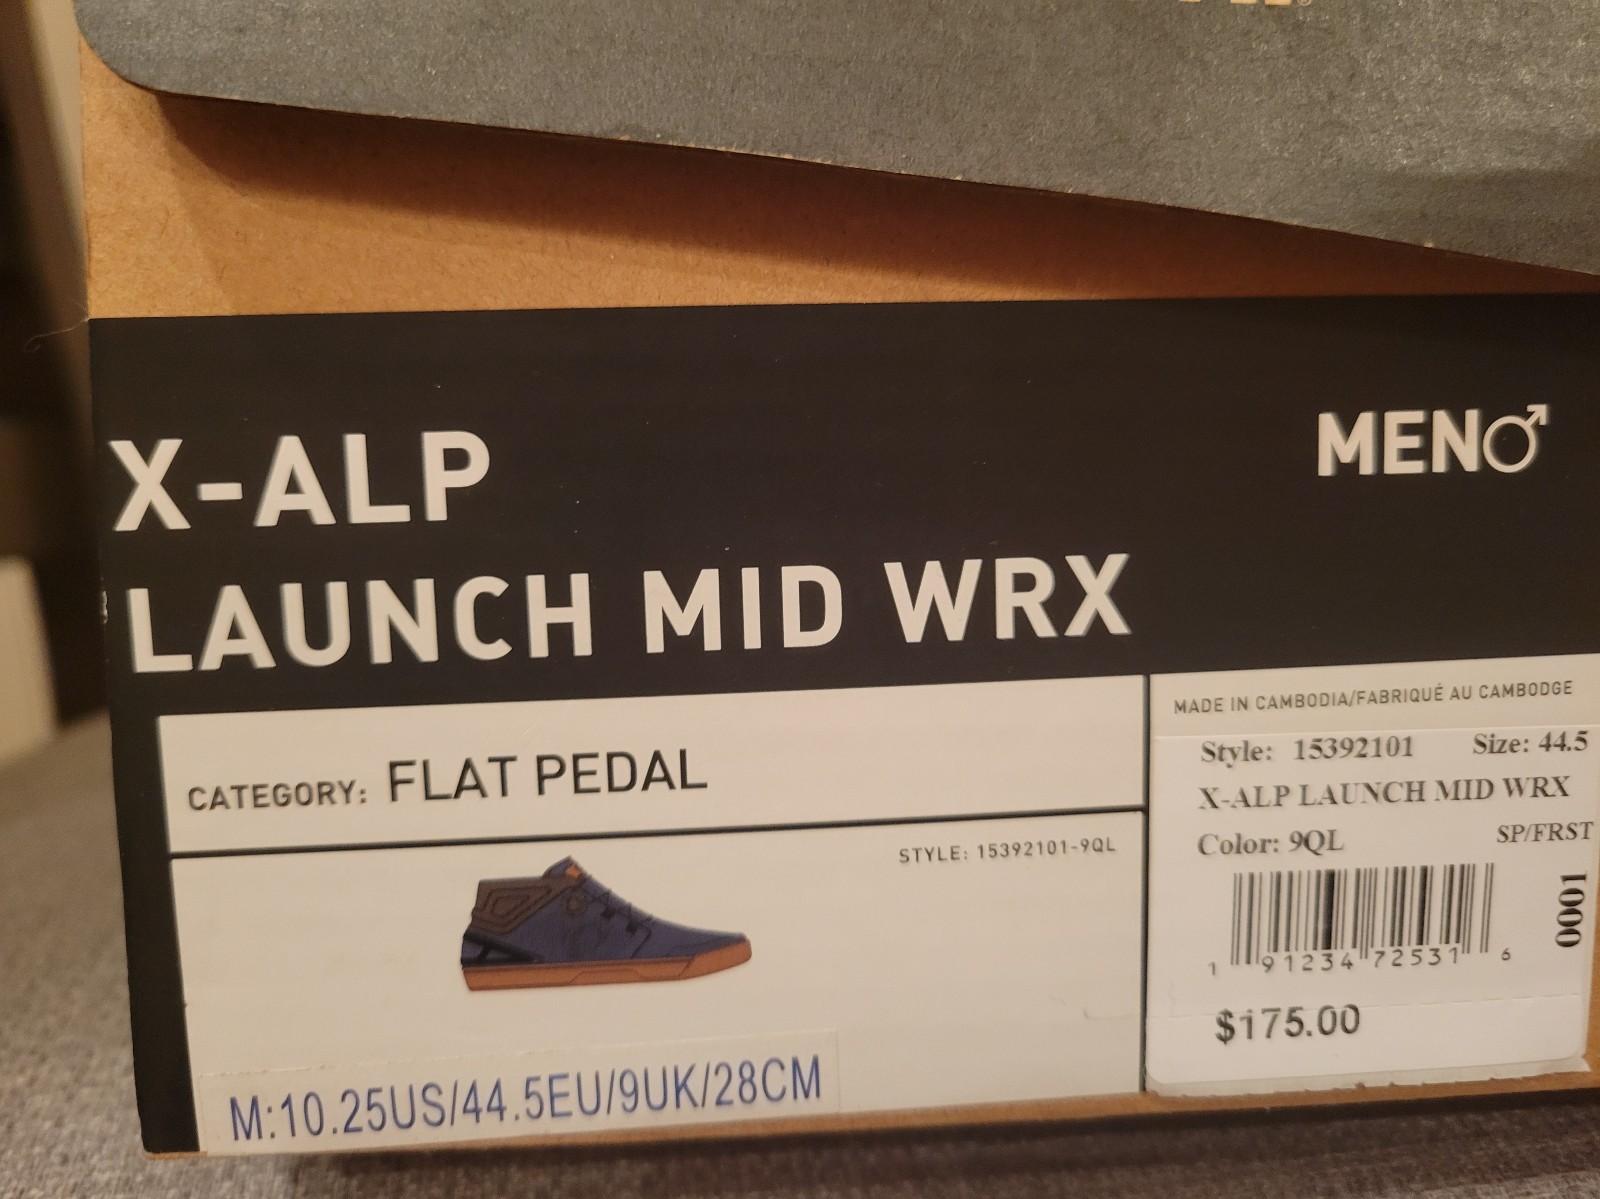 X-ALP
LAUNCH MID WRX
MEN♂
CATEGORY: FLAT PEDAL
STYLE: 15392101-9QL
M:10.25US/44.5EU/9UK/28CM
MADE IN CAMBODIA/FABRIQUÉ AU CAMBODGE
Style: 15392101 Size: 44.5
X-ALP LAUNCH MID WRX
Color: 9QL SP/FRST
0001
1 91234 72531 6
$175.00